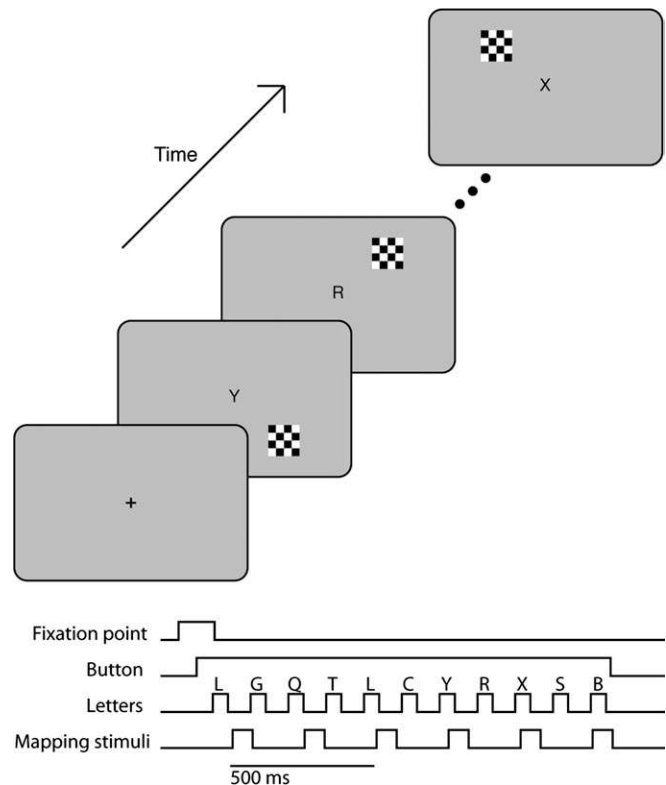 X
Time
R
Y
+
Fixation point
Button
L G Q T L C Y R X S B
Letters
Mapping stimuli
500 ms